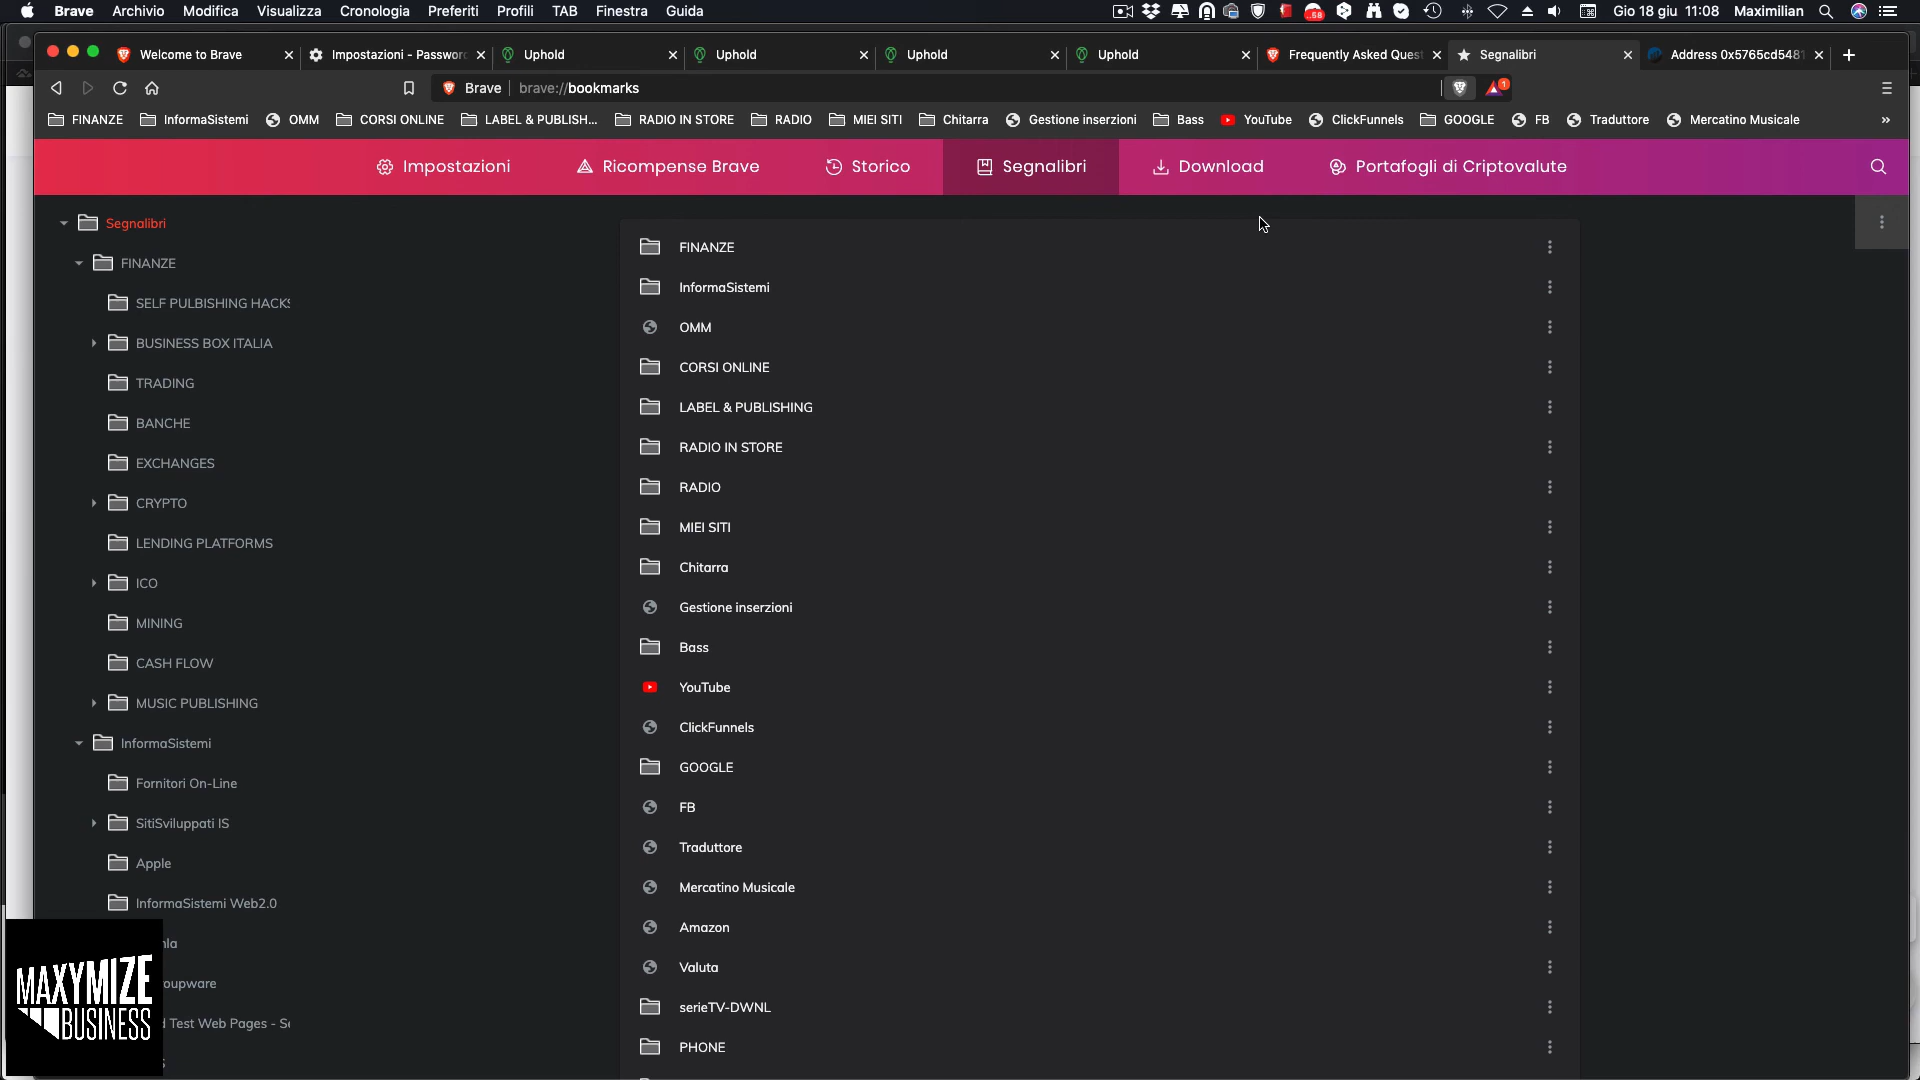 Brave Archivio Modifica Visualizza Cronologia Preferiti Profili TAB Finestra Guida
Gio 18 giu 11:08 Maximilian
Welcome to Brave
Impostazioni - Password
Uphold
Uphold
Uphold
Uphold
Frequently Asked Quest
Segnalibri
Address 0x5765cd5481
Brave brave://bookmarks
1
FINANZE InformaSistemi OMM CORSI ONLINE LABEL & PUBLISH... RADIO IN STORE RADIO MIEI SITI Chitarra Gestione inserzioni Bass YouTube ClickFunnels GOOGLE FB Traduttore Mercatino Musicale »
Impostazioni Ricompense Brave Storico Segnalibri Download Portafogli di Criptovalute
Segnalibri
FINANZE
SELF PULBISHING HACKS
BUSINESS BOX ITALIA
TRADING
BANCHE
EXCHANGES
CRYPTO
LENDING PLATFORMS
ICO
MINING
CASH FLOW
MUSIC PUBLISHING
InformaSistemi
Fornitori On-Line
SitiSviluppati IS
Apple
InformaSistemi Web2.0
Test Web Pages - Se
FINANZE
InformaSistemi
OMM
CORSI ONLINE
LABEL & PUBLISHING
RADIO IN STORE
RADIO
MIEI SITI
Chitarra
Gestione inserzioni
Bass
YouTube
ClickFunnels
GOOGLE
FB
Traduttore
Mercatino Musicale
Amazon
Valuta
serieTV-DWNL
PHONE
MAXYMIZE
BUSINESS